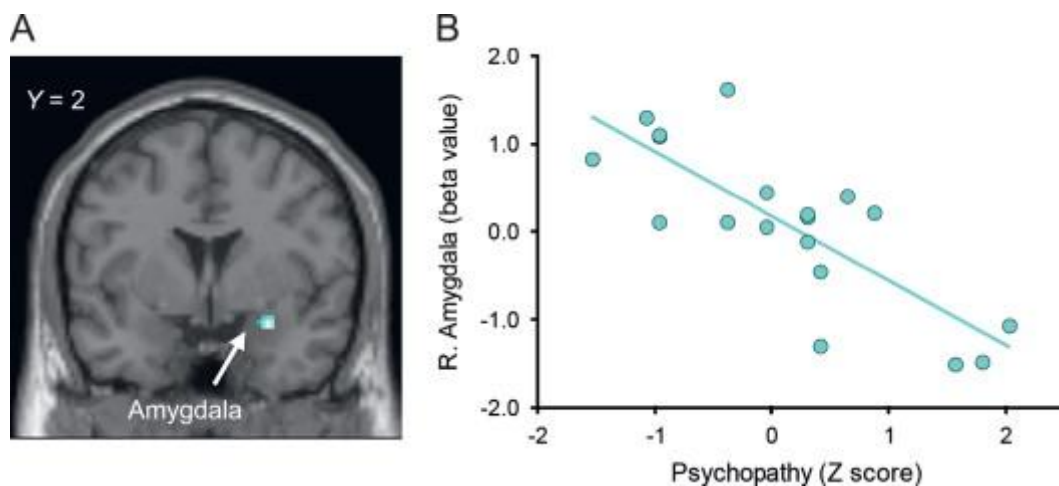 A
Y = 2
Amygdala
B
R. Amygdala (beta value)
2.0
1.0
0.0
-1.0
-2.0
-2
-1
0
1
2
Psychopathy (Z score)